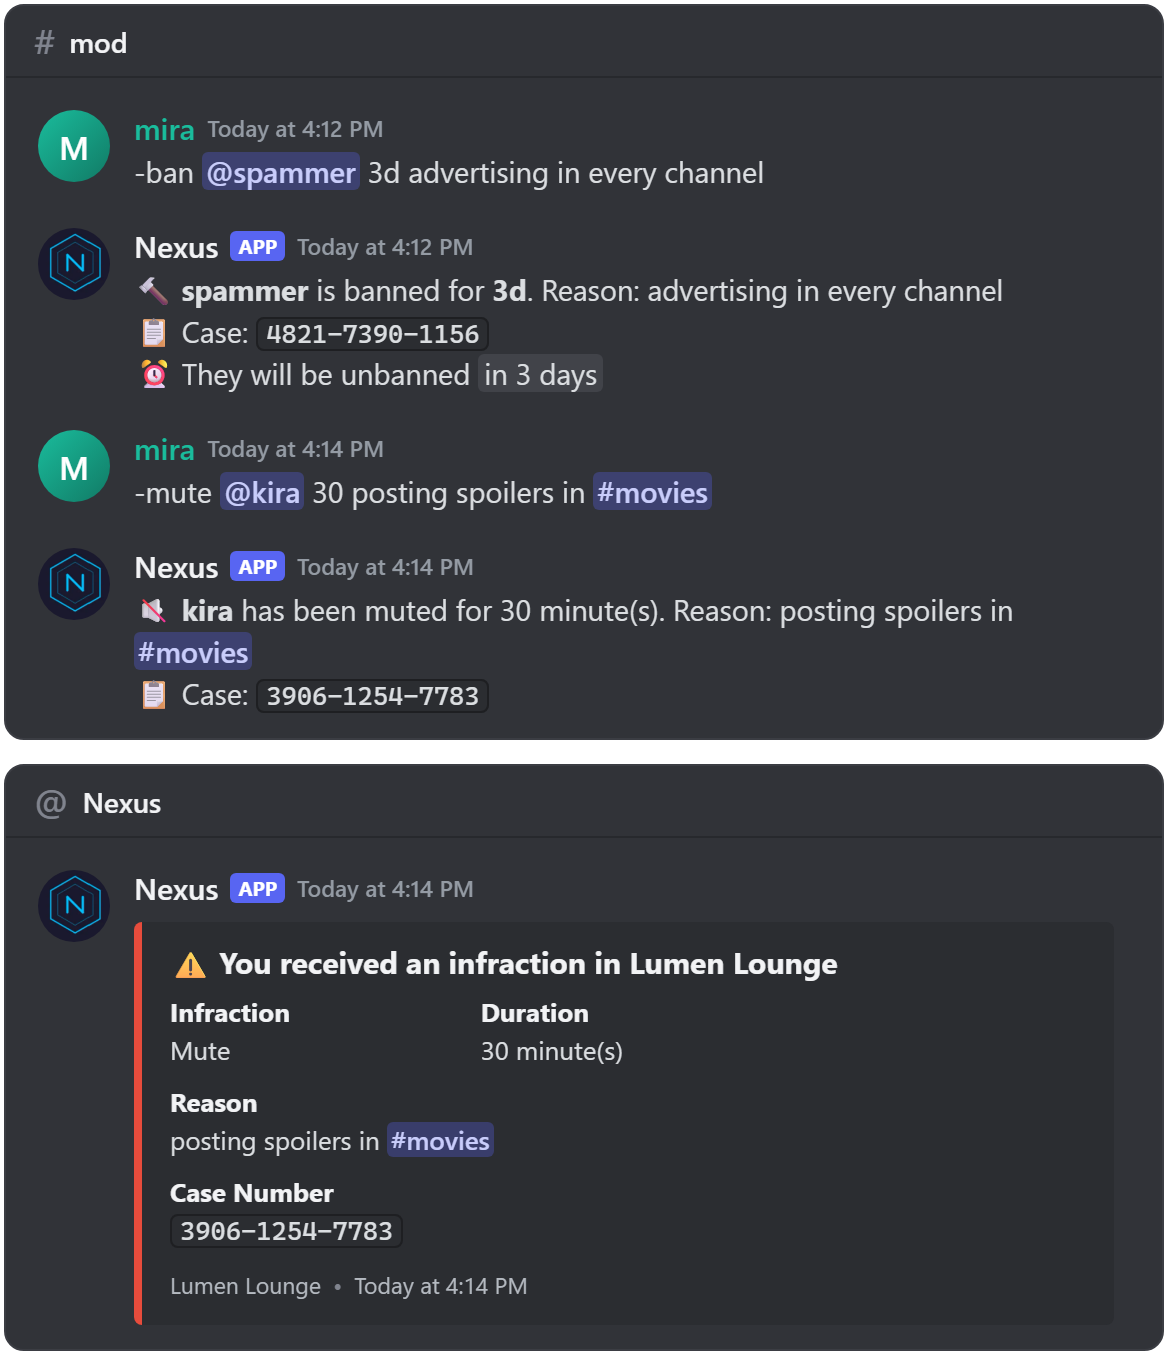 # mod
M
mira Today at 4:12 PM
-ban @spammer 3d advertising in every channel
N
Nexus APP Today at 4:12 PM
🔨 spammer is banned for 3d. Reason: advertising in every channel
📋 Case: 4821-7390-1156
⏰ They will be unbanned in 3 days
M
mira Today at 4:14 PM
-mute @kira 30 posting spoilers in #movies
N
Nexus APP Today at 4:14 PM
🔇 kira has been muted for 30 minute(s). Reason: posting spoilers in
#movies
📋 Case: 3906-1254-7783
@ Nexus
N
Nexus APP Today at 4:14 PM
⚠️ You received an infraction in Lumen Lounge
Infraction Duration
Mute 30 minute(s)
Reason
posting spoilers in #movies
Case Number
3906-1254-7783
Lumen Lounge • Today at 4:14 PM